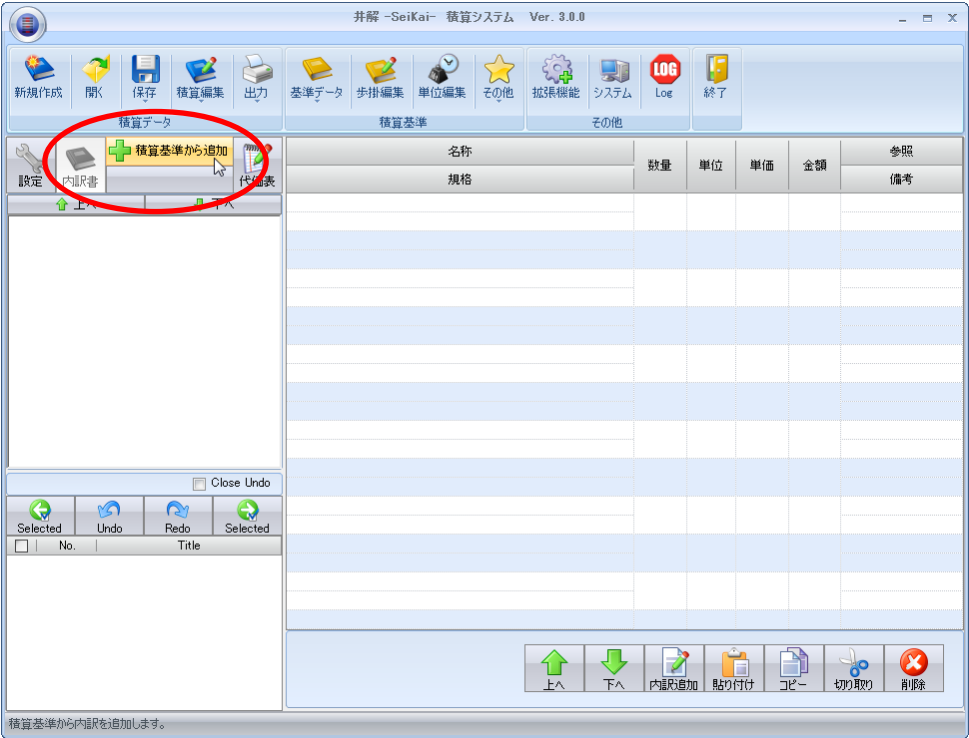 井解 -SeiKai- 積算システム Ver. 3.0.0
新規作成 開く 保存 積算編集 出力 基準データ 歩掛編集 単位編集 その他 拡張機能 システム LOG Log 終了
積算データ 積算基準 その他
設定 内訳書 積算基準から追加 代価表
名称 数量 単位 単価 金額 参照
規格 備考
上へ 下へ
Close Undo
Selected Undo Redo Selected
No. Title
上へ 下へ 内訳追加 貼り付け コピー 切り取り 削除
積算基準から内訳を追加します。